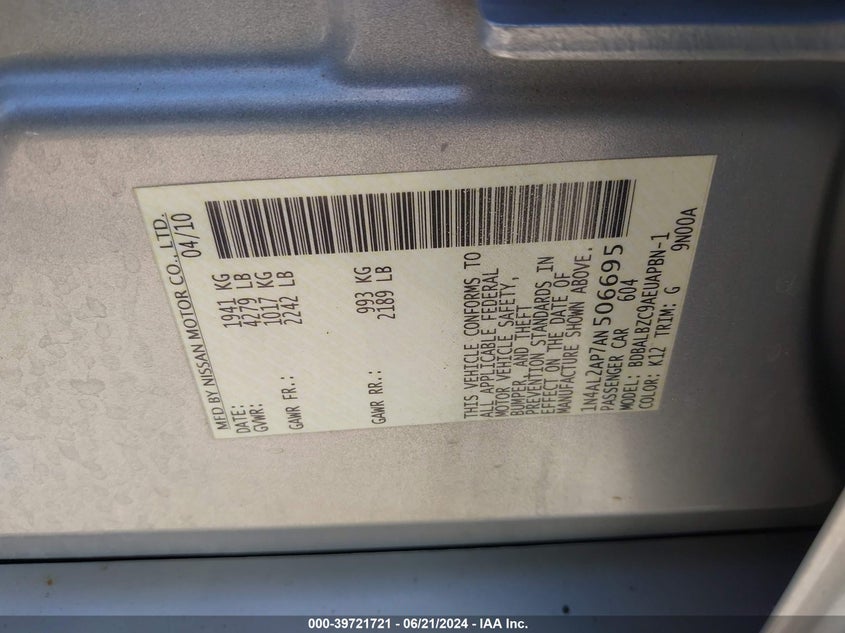 MFD BY NISSAN MOTOR CO., LTD.
DATE: 04/10
GVWR: 1941 KG
4279 LB
GAWR FR.: 1017 KG
2242 LB
GAWR RR.: 993 KG
2189 LB
THIS VEHICLE CONFORMS TO
ALL APPLICABLE FEDERAL
MOTOR VEHICLE SAFETY,
BUMPER, AND THEFT
PREVENTION STANDARDS IN
EFFECT ON THE DATE OF
MANUFACTURE SHOWN ABOVE.
1N4AL2AP7AN506695
PASSENGER CAR 6D4
MODEL: BDBALBZC9AEUAPBN-1
COLOR: K12 TRIM: G 9N00A
000-39721721 / 06/21/2024 / IAA Inc.